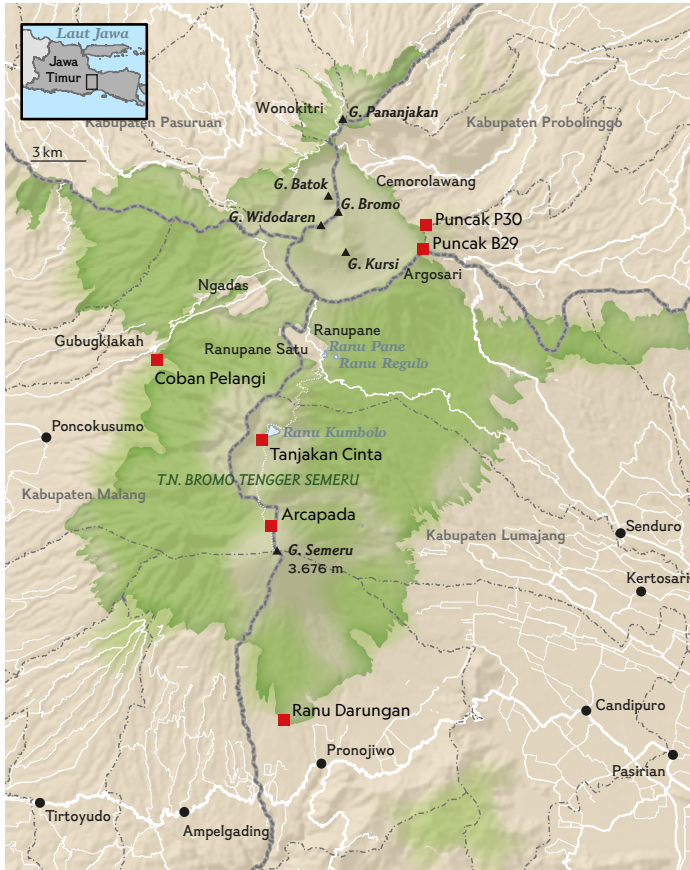 Laut Jawa
Jawa
Timur
Wonokitri
G. Pananjakan
Kabupaten Pasuruan
Kabupaten Probolinggo
3 km
G. Batok
Cemorolawang
G. Bromo
G. Widodaren
Puncak P30
Puncak B29
G. Kursi
Argosari
Ngadas
Ranupane
Gubugklakah
Ranupane Satu
Ranu Pane
Ranu Regulo
Coban Pelangi
Poncokusumo
Ranu Kumbolo
Tanjakan Cinta
T.N. BROMO TENGGER SEMERU
Kabupaten Malang
Arcapada
Senduro
Kabupaten Lumajang
G. Semeru
3.676 m
Kertosari
Ranu Darungan
Candipuro
Pronojiwo
Pasirian
Tirtoyudo
Ampelgading